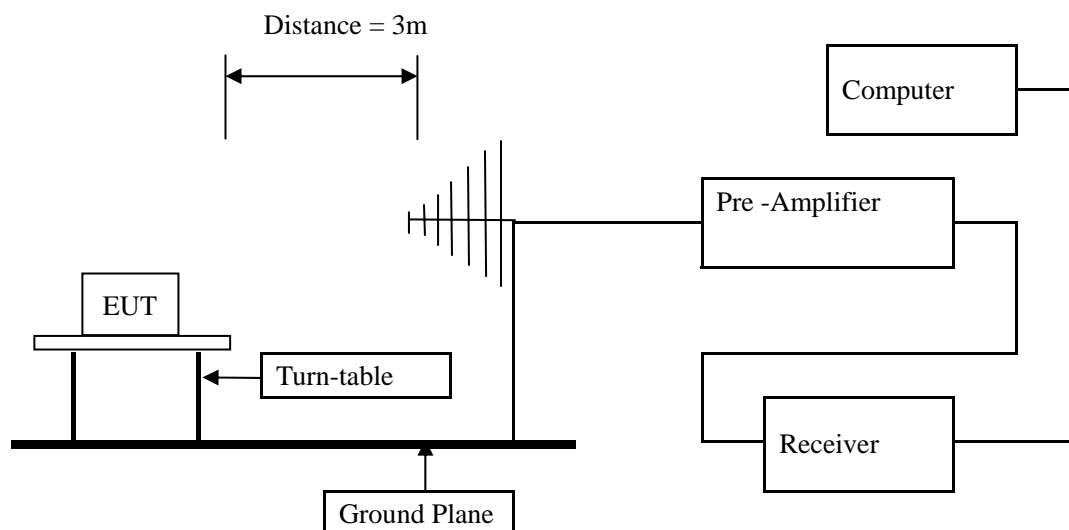 Distance = 3m
Computer
Pre -Amplifier
EUT
Turn-table
Receiver
Ground Plane